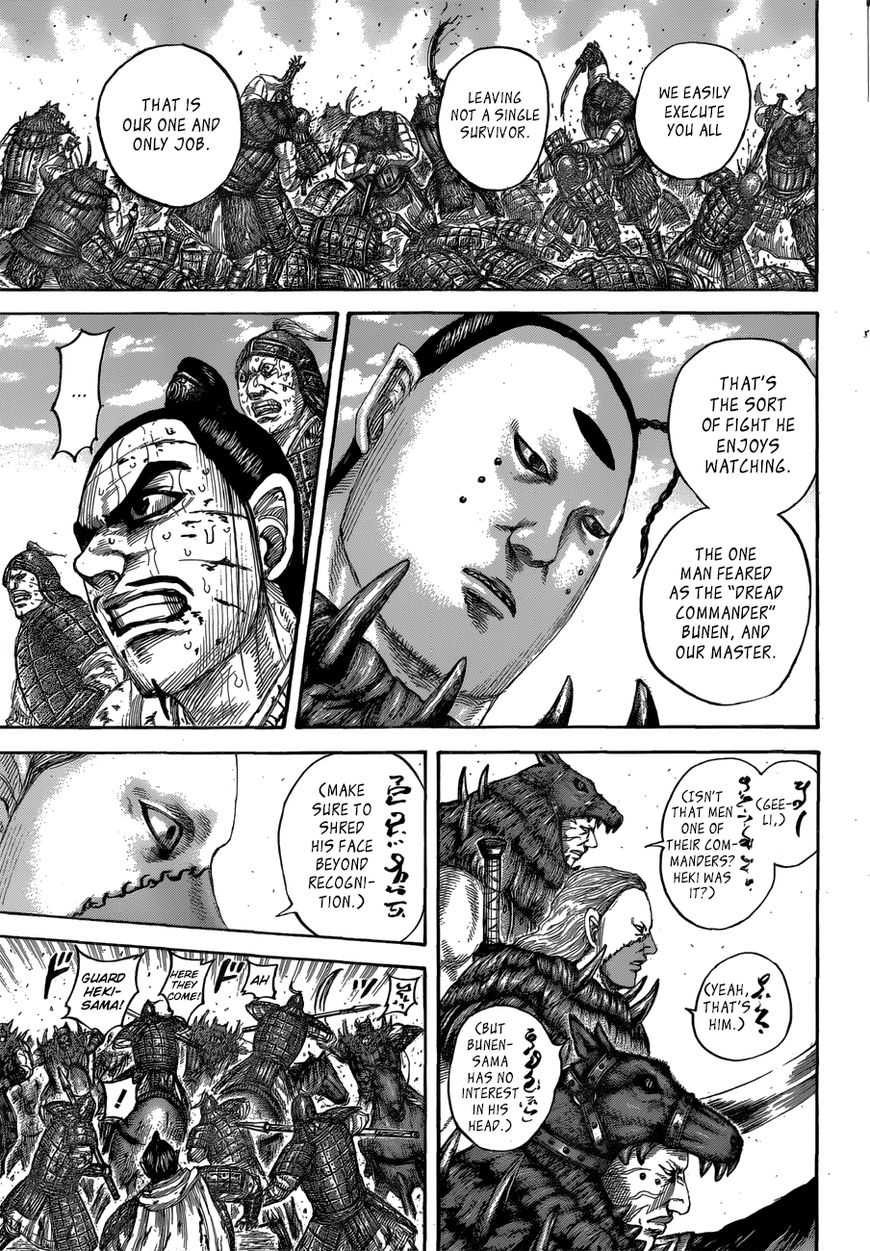 WE EASILY
EXECUTE
YOU ALL
LEAVING
NOT A SINGLE
SURVIVOR.
THAT IS
OUR ONE AND
ONLY JOB.
THAT'S
THE SORT
OF FIGHT HE
ENJOYS
WATCHING.
THE ONE
MAN FEARED
AS THE "DREAD
COMMANDER"
BUNEN, AND
OUR MASTER.
...
(GEE-
LI,)
(ISN'T
THAT MEN
ONE OF
THEIR COM-
MANDERS?
HEKI WAS
IT?)
(YEAH,
THAT'S
HIM.)
(BUT
BUNEN-
SAMA
HAS NO
INTEREST
IN HIS
HEAD.)
(MAKE
SURE TO
SHRED
HIS FACE
BEYOND
RECOGNI-
TION.)
ド
AH
ド
HERE
THEY
COME!
GUARD
HEKI-
SAMA!
ド
!